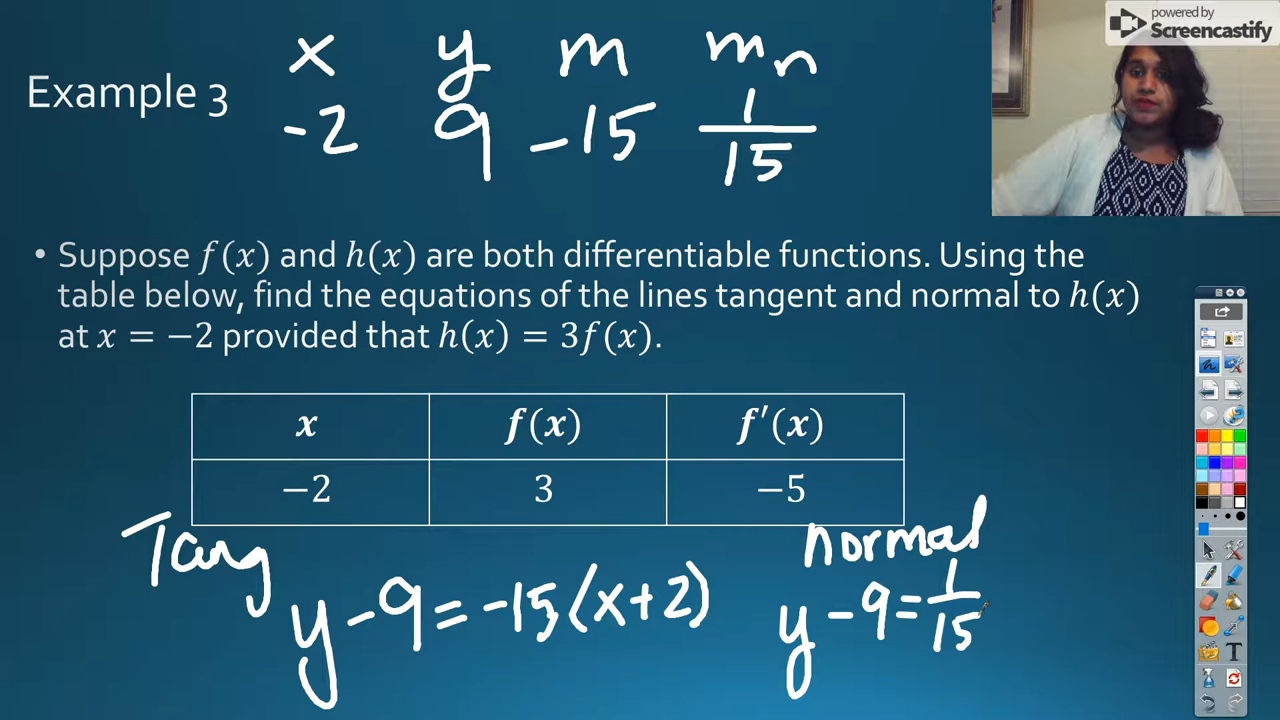 powered by
Screencastify
x y m mn
Example 3
-2 9 -15 1/15
• Suppose f(x) and h(x) are both differentiable functions. Using the
table below, find the equations of the lines tangent and normal to h(x)
at x = −2 provided that h(x) = 3f(x).
x f(x) f′(x)
−2 3 −5
Tang normal
y-9=-15(x+2) y-9=1/15
T